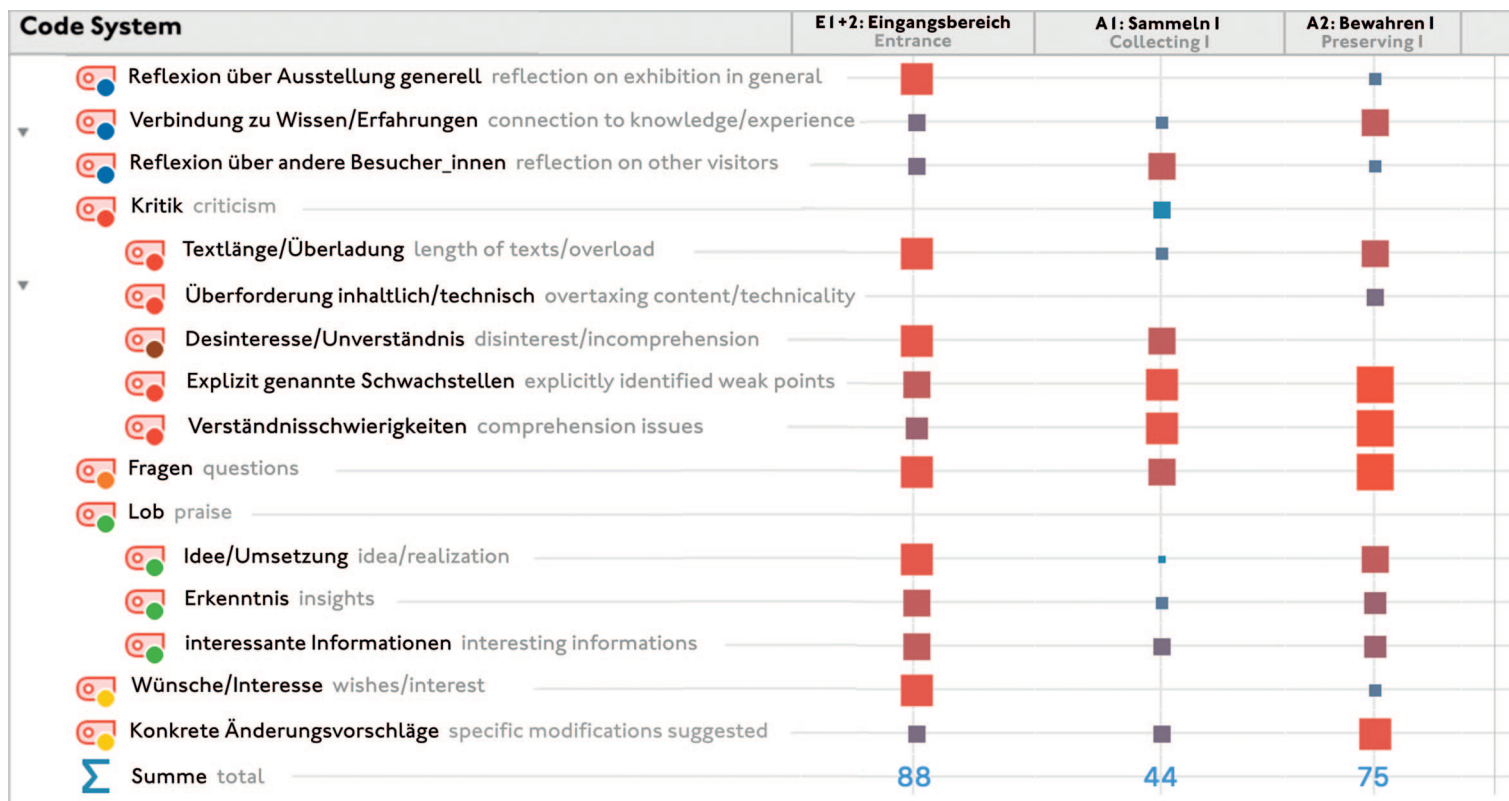 Code System
E1+2: Eingangsbereich
Entrance
A1: Sammeln I
Collecting I
A2: Bewahren I
Preserving I
Reflexion über Ausstellung generell reflection on exhibition in general
Verbindung zu Wissen/Erfahrungen connection to knowledge/experience
Reflexion über andere Besucher_innen reflection on other visitors
Kritik criticism
Textlänge/Überladung length of texts/overload
Überforderung inhaltlich/technisch overtaxing content/technicality
Desinteresse/Unverständnis disinterest/incomprehension
Explizit genannte Schwachstellen explicitly identified weak points
Verständnisschwierigkeiten comprehension issues
Fragen questions
Lob praise
Idee/Umsetzung idea/realization
Erkenntnis insights
interessante Informationen interesting informations
Wünsche/Interesse wishes/interest
Konkrete Änderungsvorschläge specific modifications suggested
Σ Summe total 88 44 75